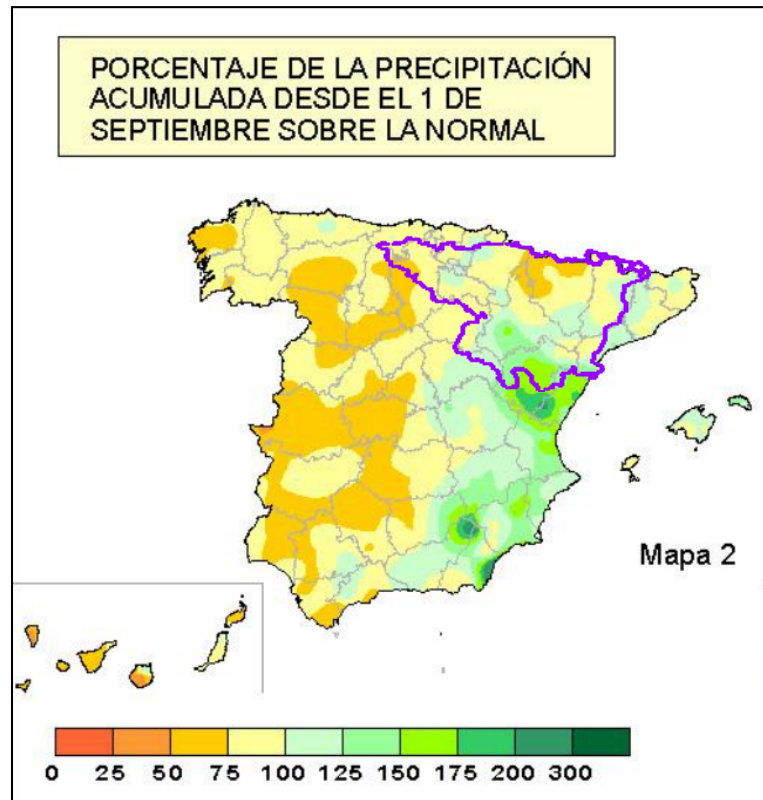 PORCENTAJE DE LA PRECIPITACIÓN
ACUMULADA DESDE EL 1 DE
SEPTIEMBRE SOBRE LA NORMAL
Mapa 2
0 25 50 75 100 125 150 175 200 300